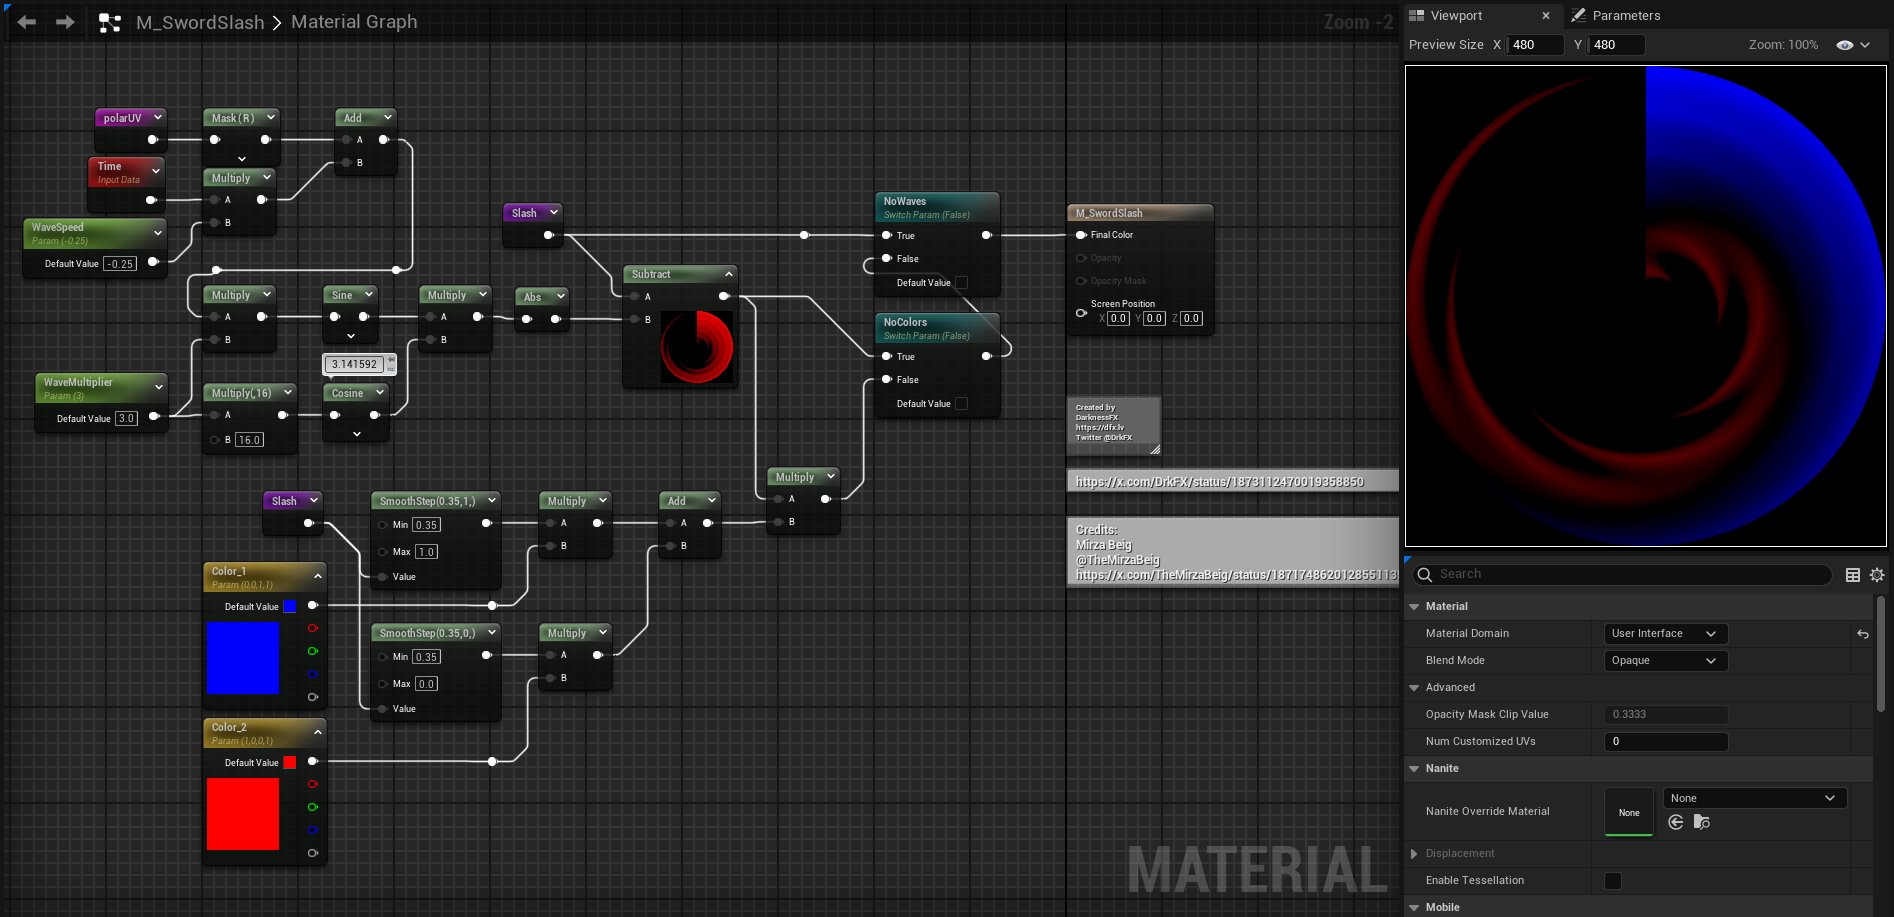 M_SwordSlash > Material Graph
Zoom -2
polarUV
Mask ( R )
Add
A
B
Time
Input Data
Multiply
A
B
WaveSpeed
Param (-0.25)
Default Value -0.25
Slash
NoWaves
Switch Param (False)
True
False
Default Value
M_SwordSlash
Final Color
Opacity
Opacity Mask
Screen Position
X 0.0 Y 0.0 Z 0.0
Subtract
A
B
Multiply
A
B
Sine
Multiply
A
B
Abs
NoColors
Switch Param (False)
True
False
Default Value
3.141592
WaveMultiplier
Param (3)
Default Value 3.0
Multiply(,16)
A
B 16.0
Cosine
Created by
DarknessFX
https://dfx.lv
Twitter @DrkFX
https://x.com/DrkFX/status/1873112470019358850
Credits:
Mirza Beig
@TheMirzaBeig
https://x.com/TheMirzaBeig/status/187174862012855113
Multiply
A
B
Slash
SmoothStep(0.35,1,)
Min 0.35
Max 1.0
Value
Multiply
A
B
Add
A
B
Color_1
Param (0,0,1,1)
Default Value
SmoothStep(0.35,0,)
Min 0.35
Max 0.0
Value
Multiply
A
B
Color_2
Param (1,0,0,1)
Default Value
MATERIAL
Viewport
Parameters
Preview Size X 480 Y 480 Zoom: 100%
Search
Material
Material Domain User Interface
Blend Mode Opaque
Advanced
Opacity Mask Clip Value 0.3333
Num Customized UVs 0
Nanite
Nanite Override Material None None
Displacement
Enable Tessellation
Mobile